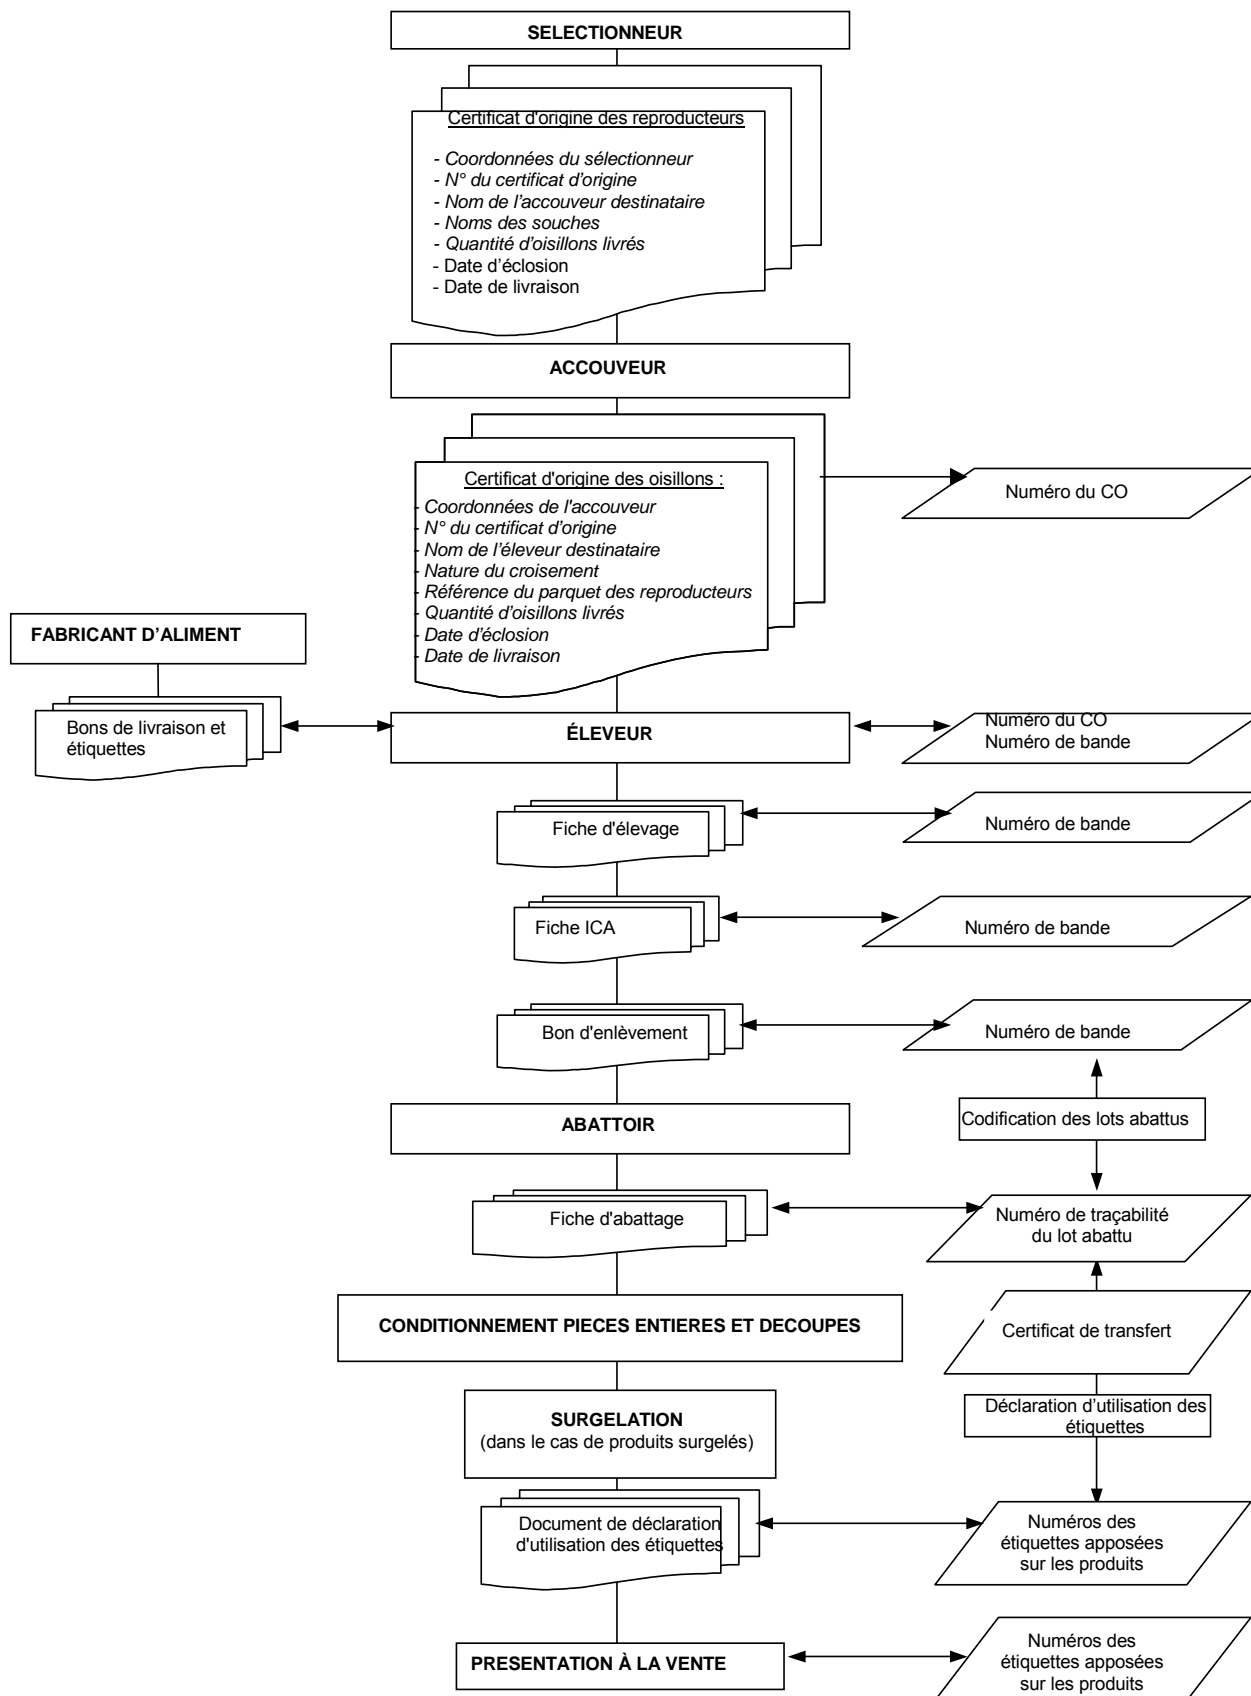 SELECTIONNEUR
Certificat d'origine des reproducteurs
- Coordonnées du sélectionneur
- N° du certificat d'origine
- Nom de l'accouveur destinataire
- Noms des souches
- Quantité d'oisillons livrés
- Date d'éclosion
- Date de livraison
ACCOUVEUR
Certificat d'origine des oisillons :
- Coordonnées de l'accouveur
- N° du certificat d'origine
- Nom de l'éleveur destinataire
- Nature du croisement
- Référence du parquet des reproducteurs
- Quantité d'oisillons livrés
- Date d'éclosion
- Date de livraison
Numéro du CO
FABRICANT D'ALIMENT
Bons de livraison et
étiquettes
ÉLEVEUR
Numéro du CO
Numéro de bande
Fiche d'élevage
Numéro de bande
Fiche ICA
Numéro de bande
Bon d'enlèvement
Numéro de bande
Codification des lots abattus
ABATTOIR
Fiche d'abattage
Numéro de traçabilité
du lot abattu
CONDITIONNEMENT PIECES ENTIERES ET DECOUPES
Certificat de transfert
SURGELATION
(dans le cas de produits surgelés)
Déclaration d'utilisation des
étiquettes
Document de déclaration
d'utilisation des étiquettes
Numéros des
étiquettes apposées
sur les produits
PRESENTATION À LA VENTE
Numéros des
étiquettes apposées
sur les produits